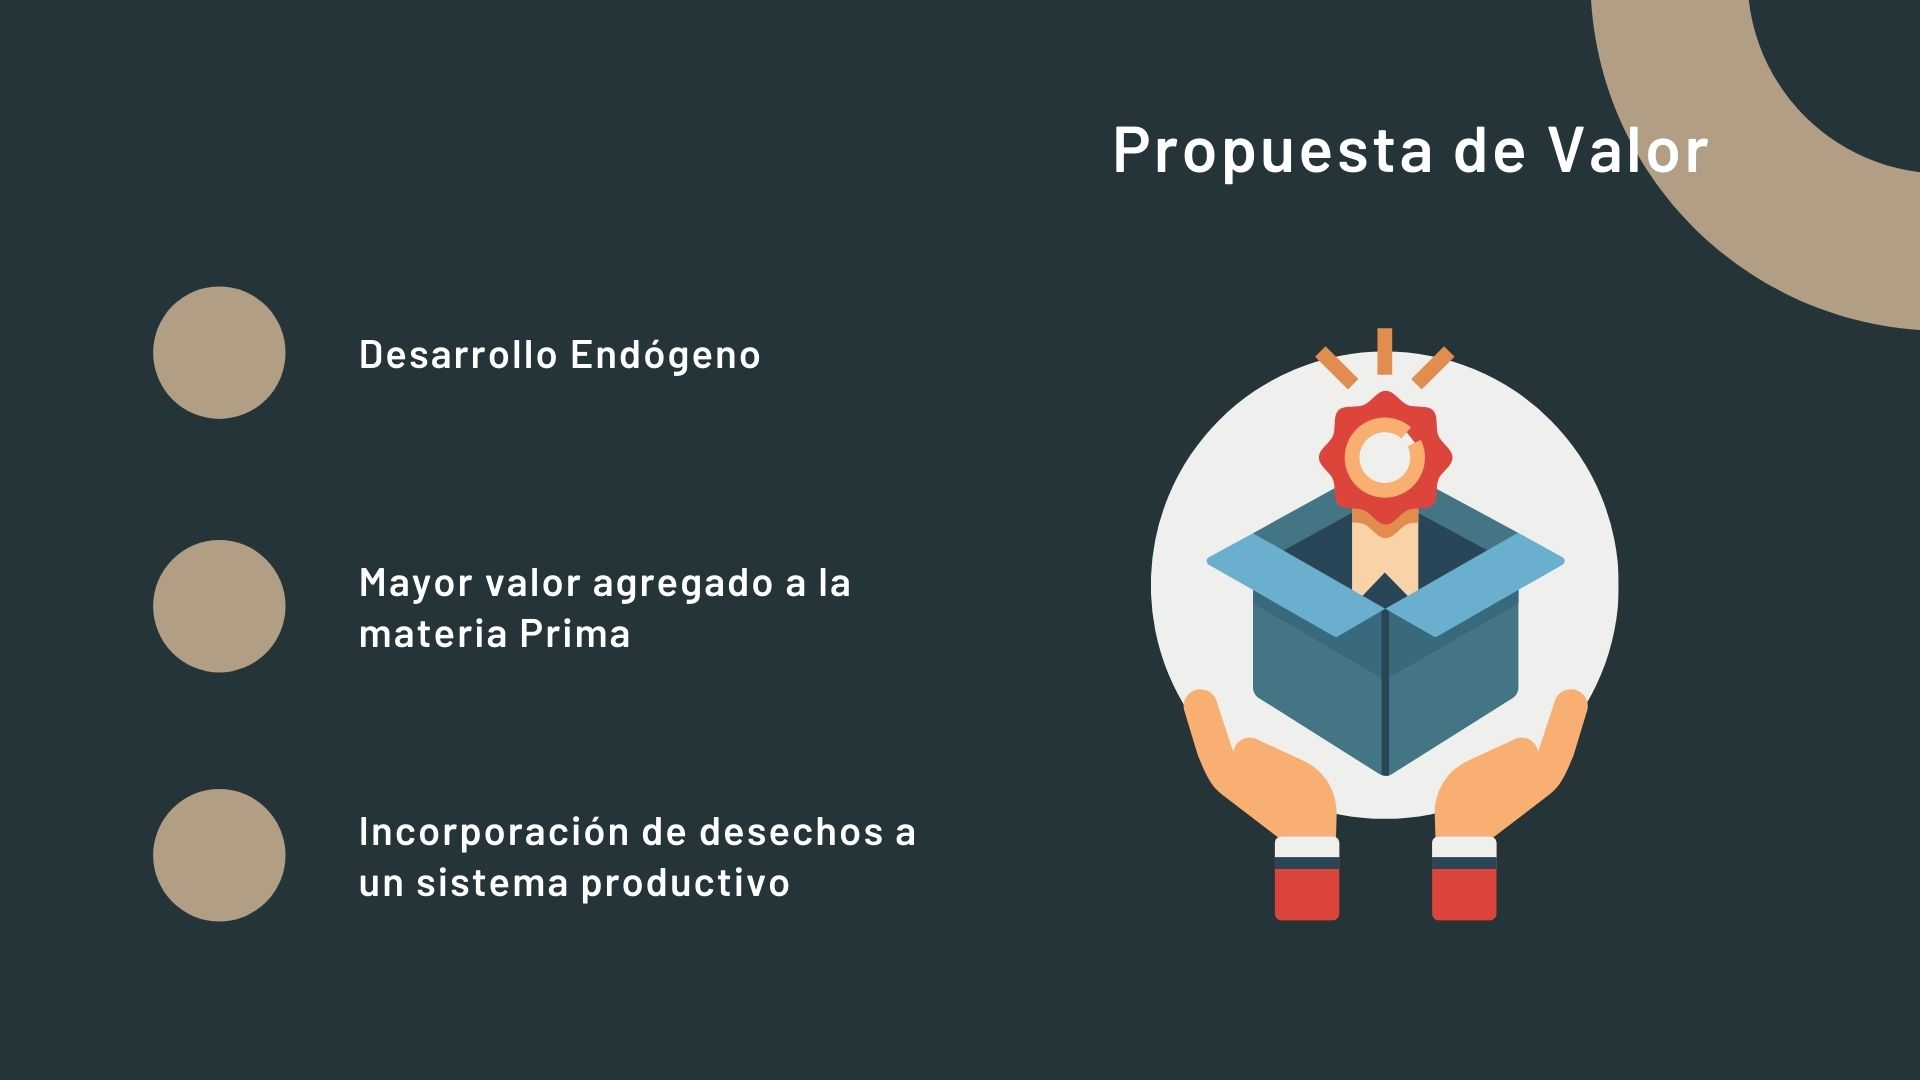 Propuesta de Valor
Desarrollo Endógeno
Mayor valor agregado a la
materia Prima
Incorporación de desechos a
un sistema productivo